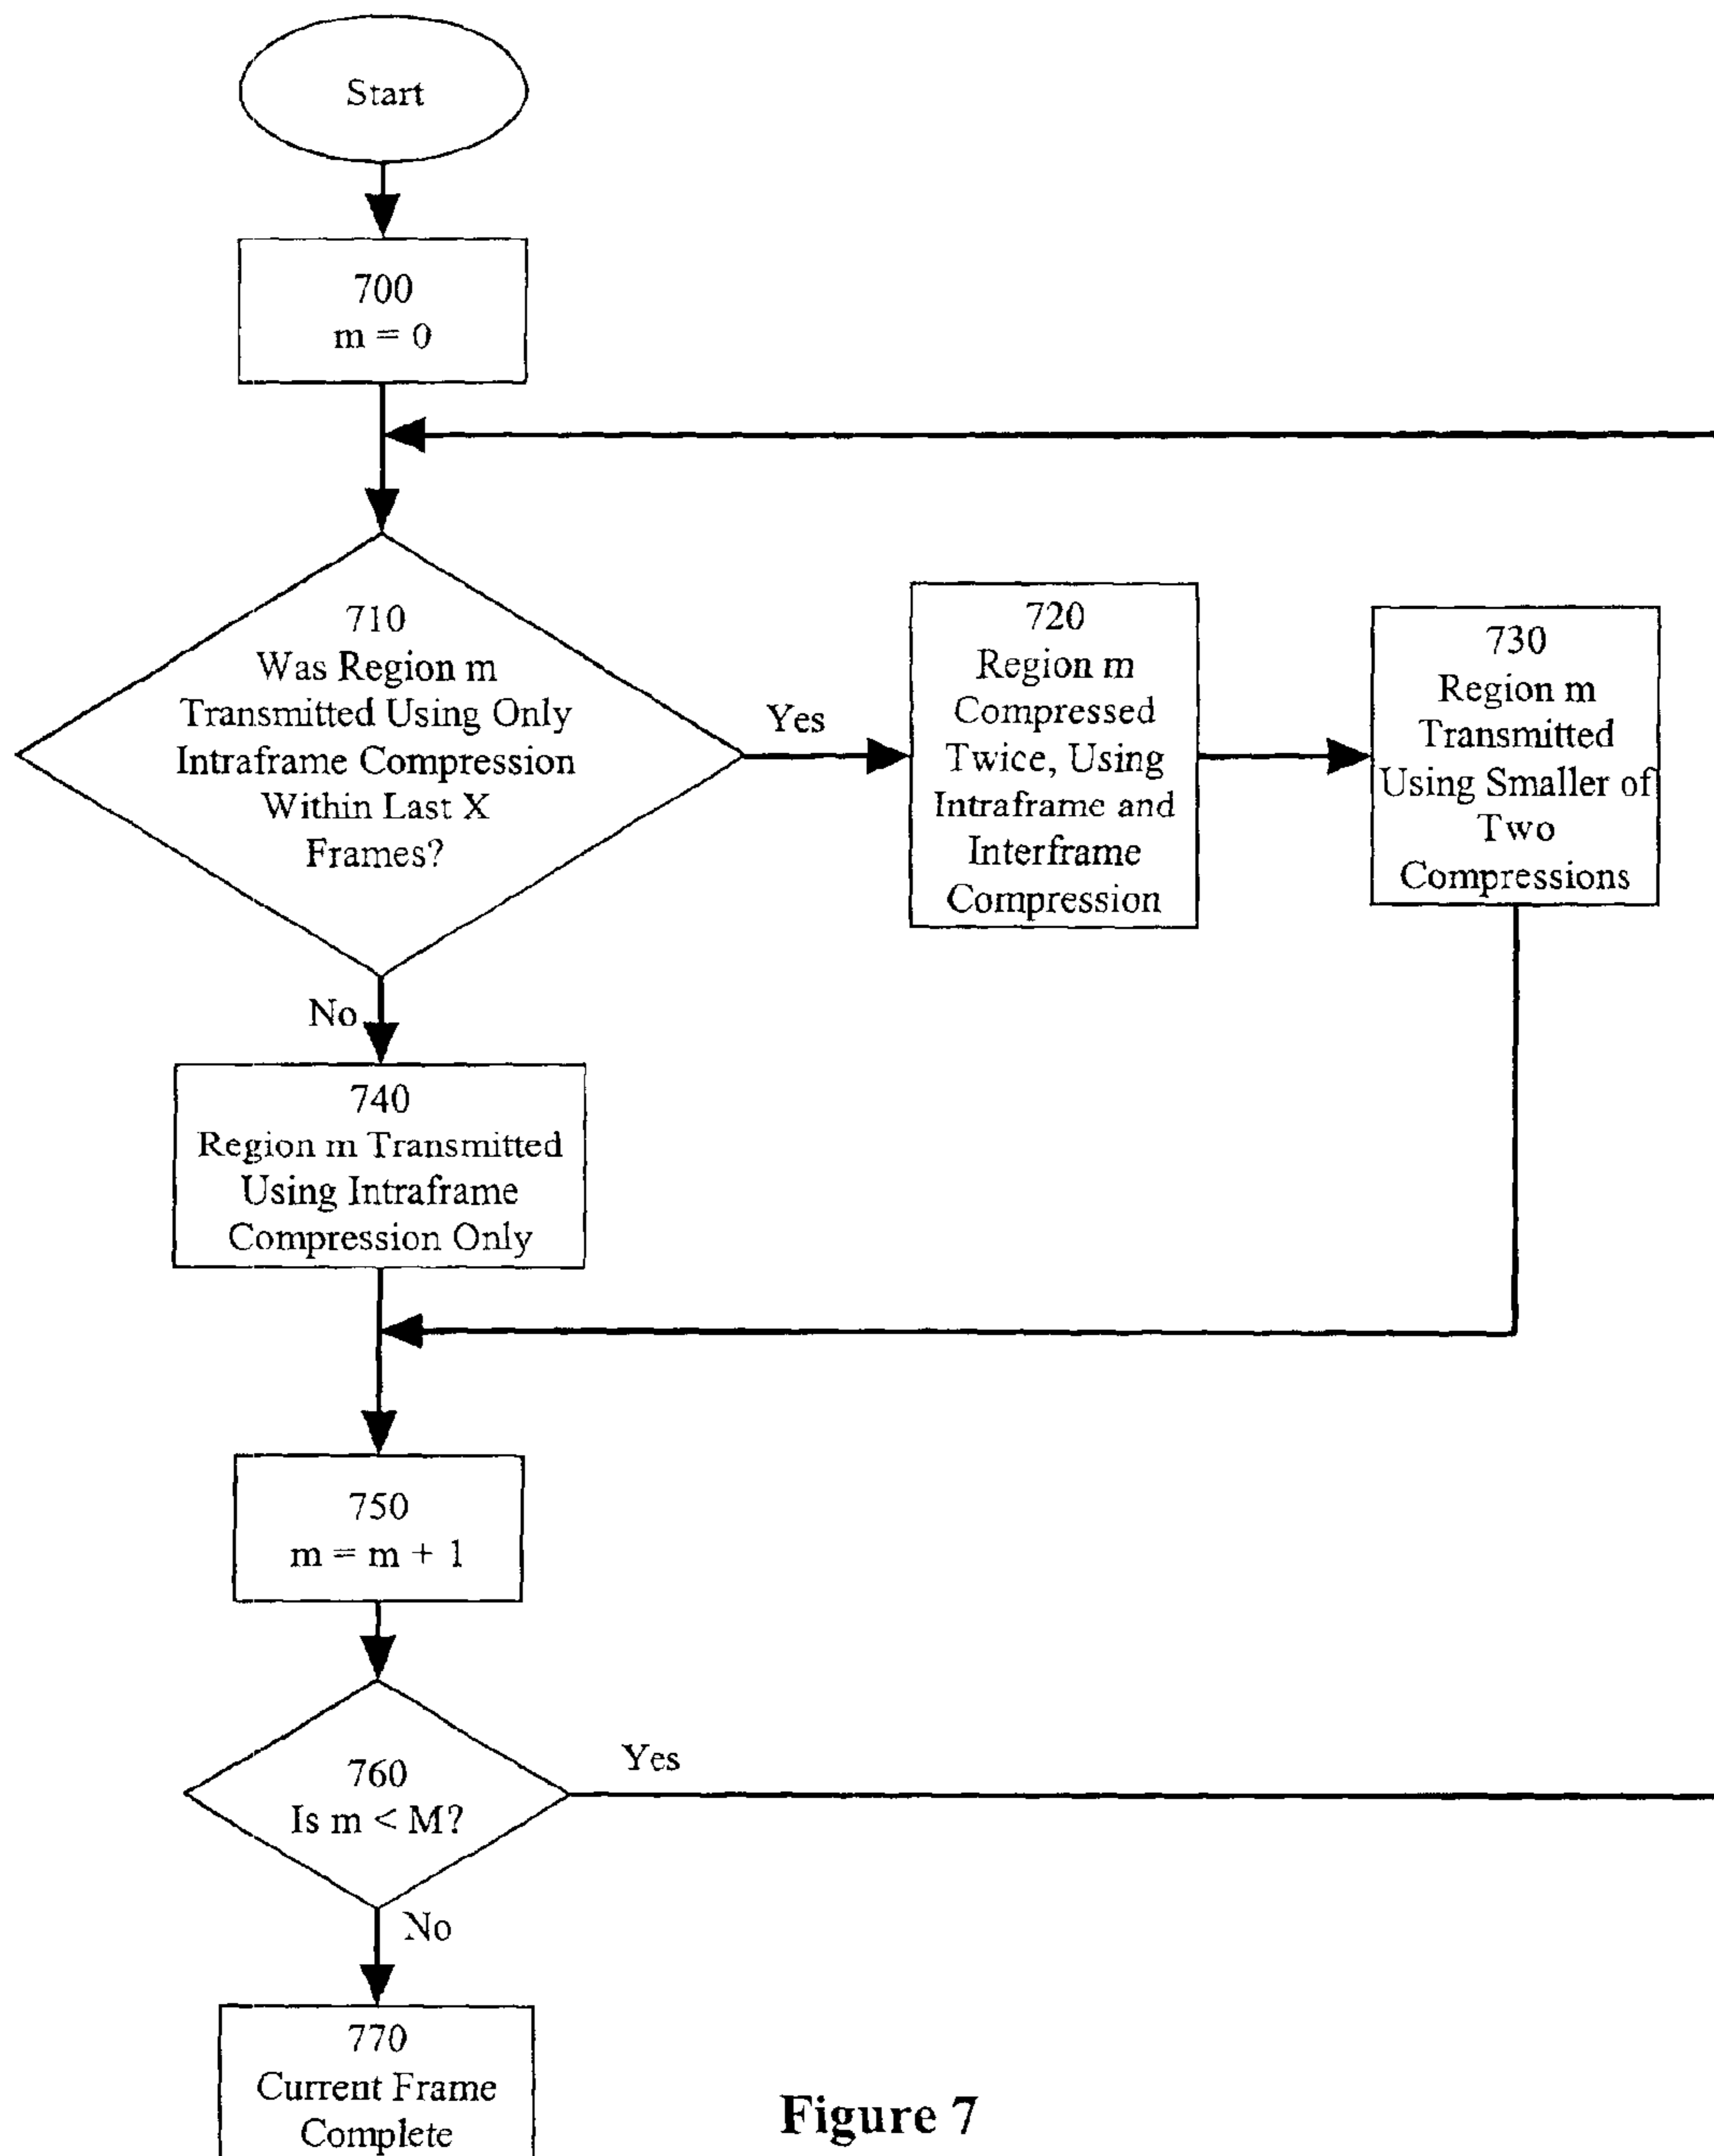 Start
700
m = 0
710
Was Region m
Transmitted Using Only
Intraframe Compression
Within Last X
Frames?
Yes
720
Region m
Compressed
Twice, Using
Intraframe and
Interframe
Compression
730
Region m
Transmitted
Using Smaller of
Two
Compressions
No
740
Region m Transmitted
Using Intraframe
Compression Only
750
m = m + 1
760
Is m < M?
Yes
No
770
Current Frame
Complete
Figure 7